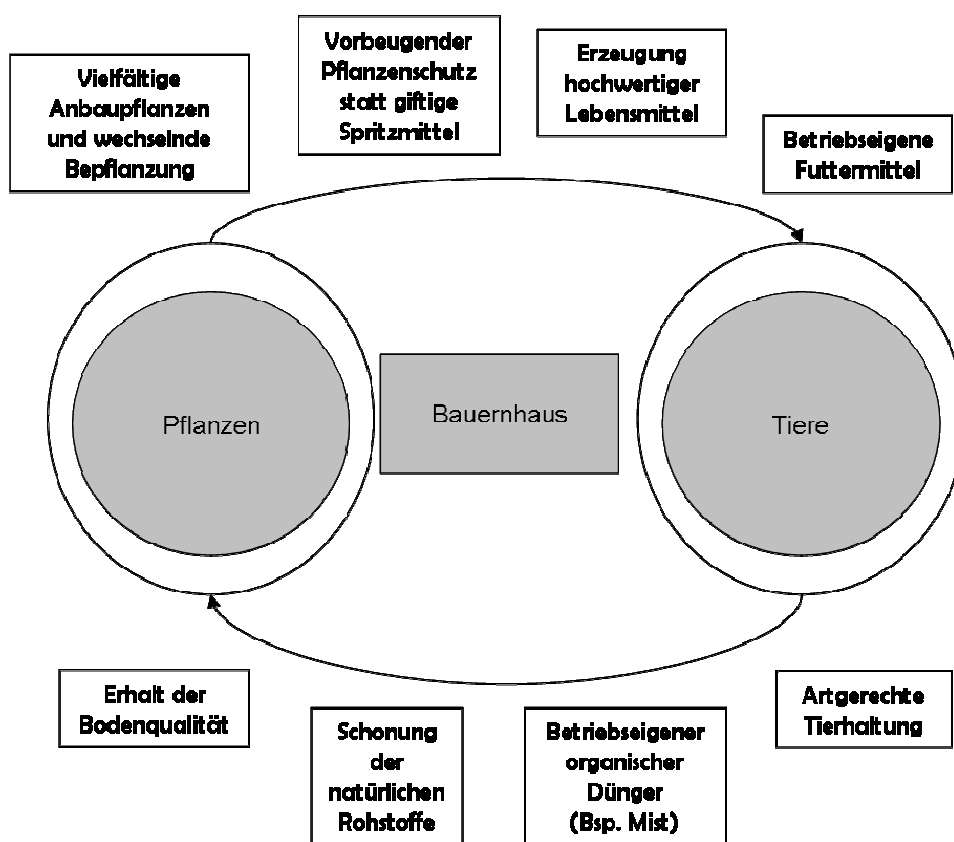 Vielfältige
Anbaupflanzen
und wechselnde
Bepflanzung
Vorbeugender
Pflanzenschutz
statt giftige
Spritzmittel
Erzeugung
hochwertiger
Lebensmittel
Betriebseigene
Futtermittel
Pflanzen
Bauernhaus
Tiere
Erhalt der
Bodenqualität
Schonung
der
natürlichen
Rohstoffe
Betriebseigener
organischer
Dünger
(Bsp. Mist)
Artgerechte
Tierhaltung